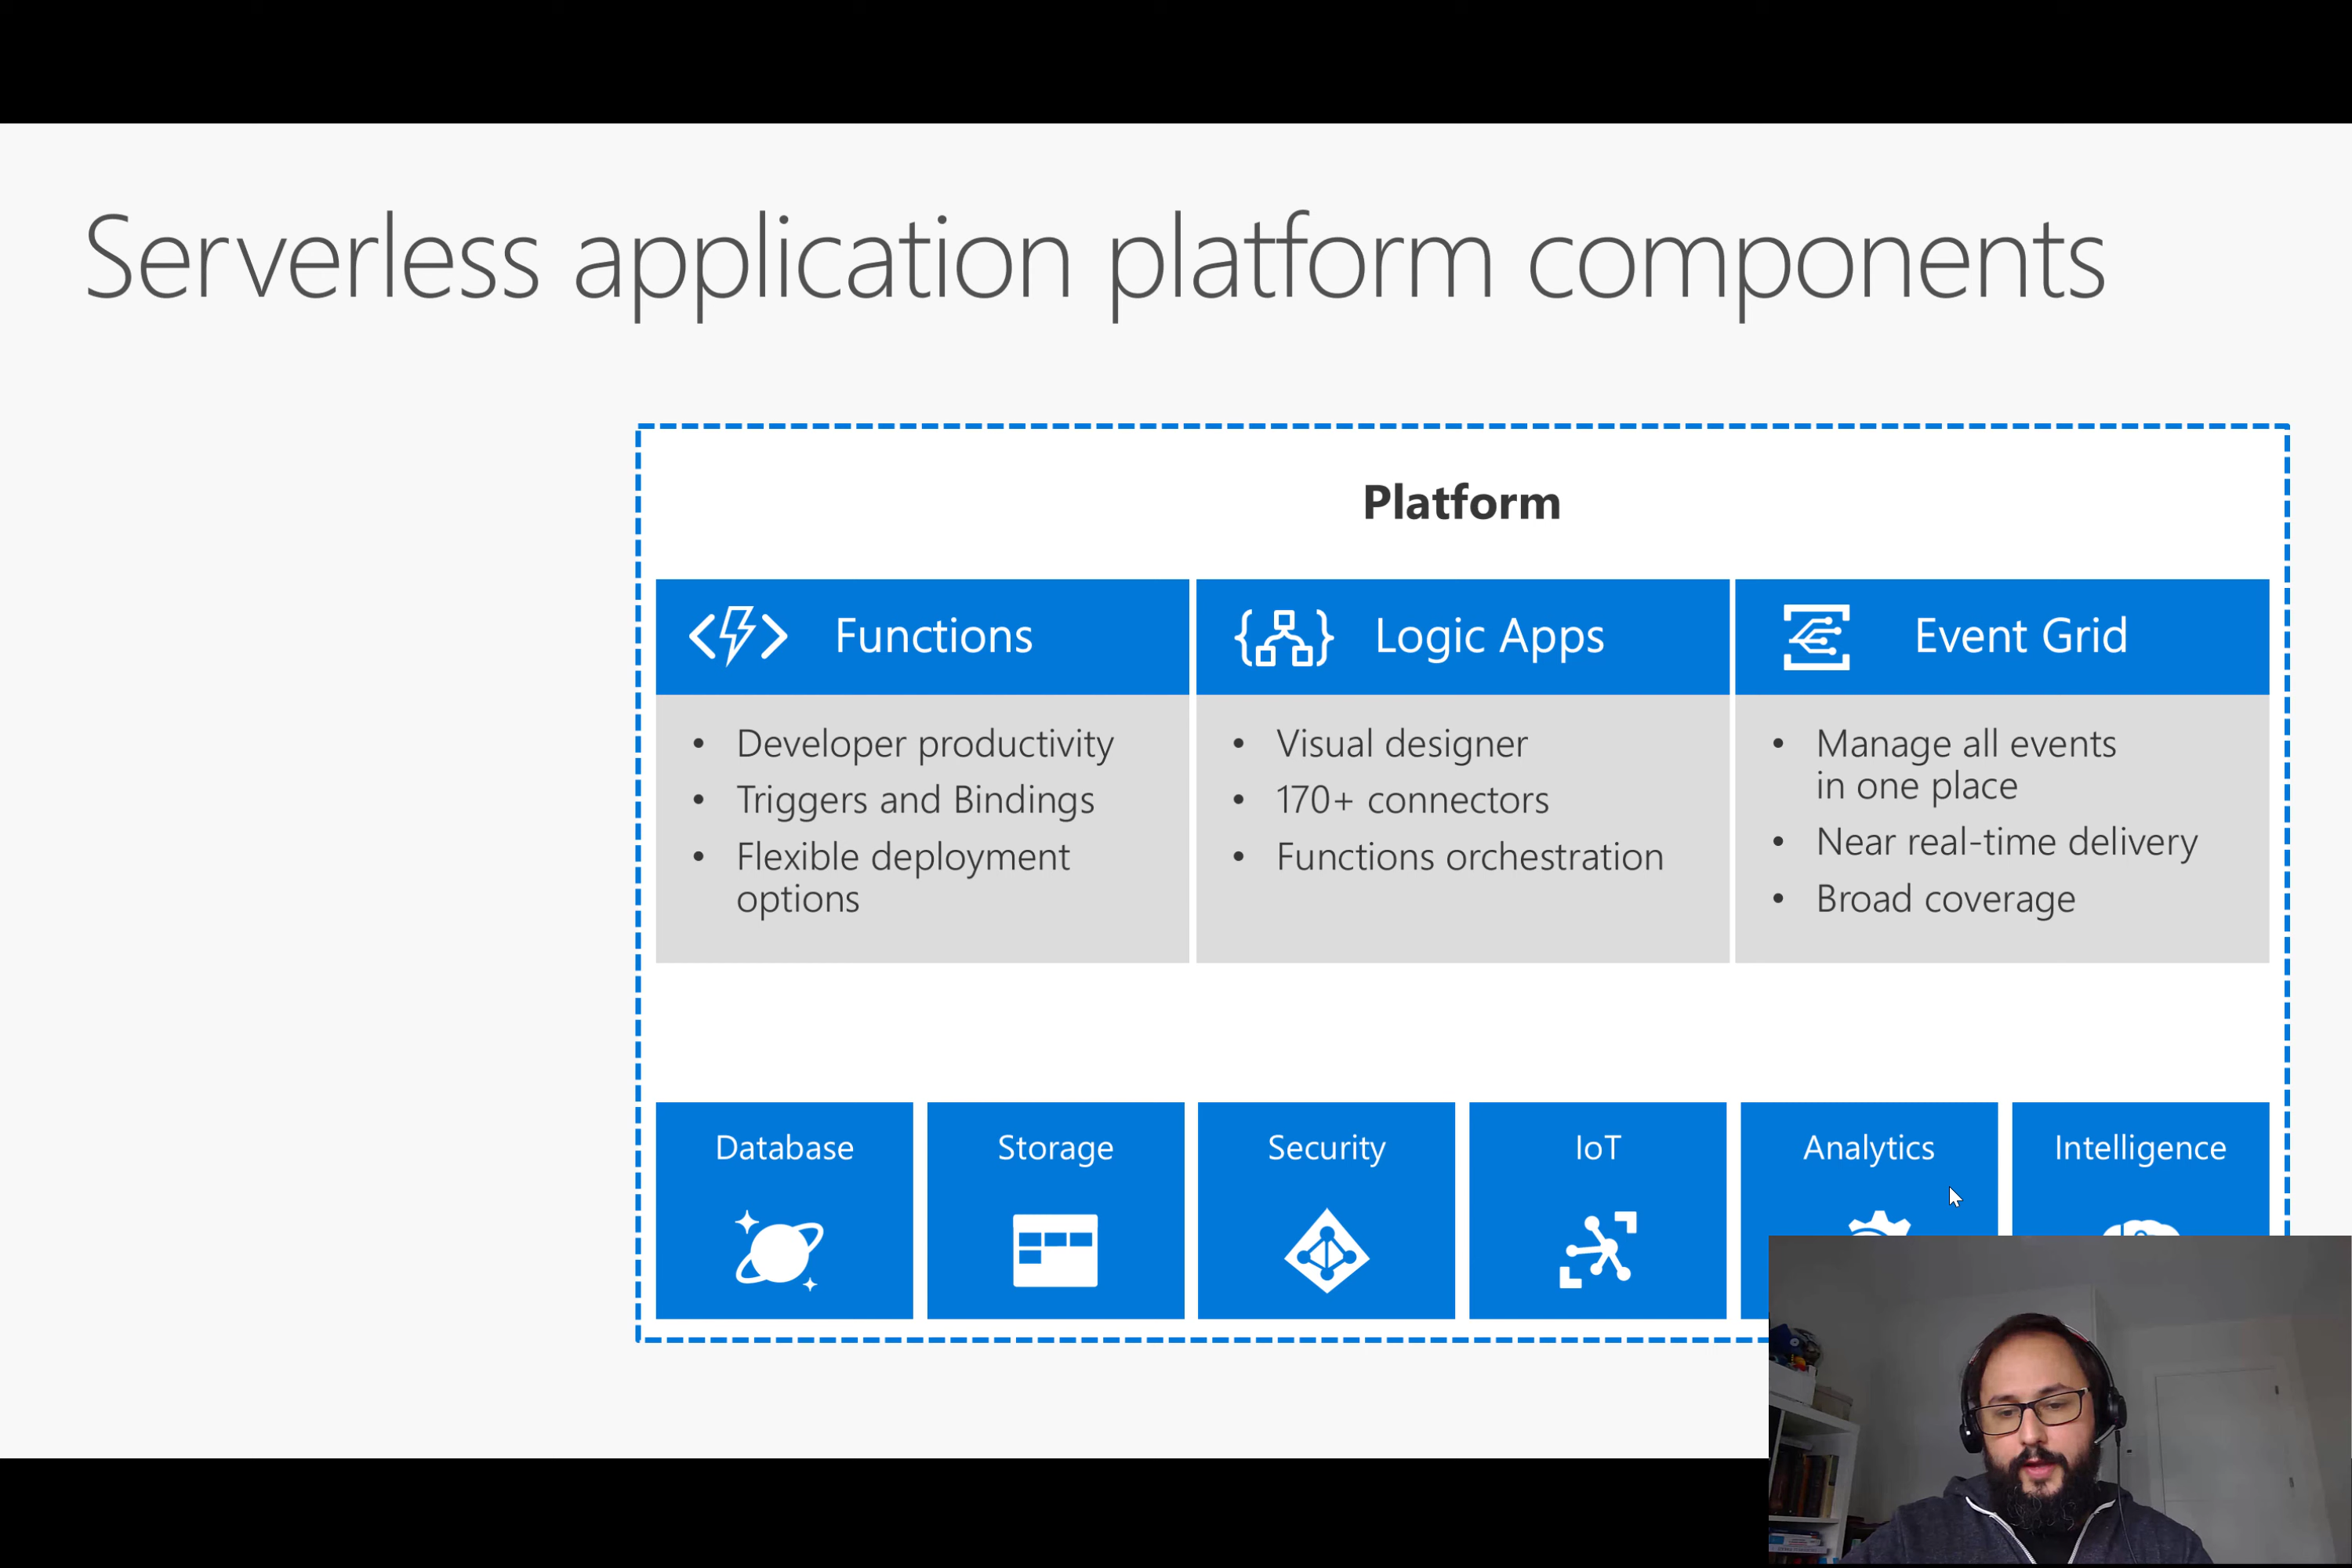 Serverless application platform components
Platform
Functions
Developer productivity
Triggers and Bindings
Flexible deployment
options
Logic Apps
Visual designer
170+ connectors
Functions orchestration
Event Grid
Manage all events
in one place
Near real-time delivery
Broad coverage
Database
Storage
Security
IoT
Analytics
Intelligence